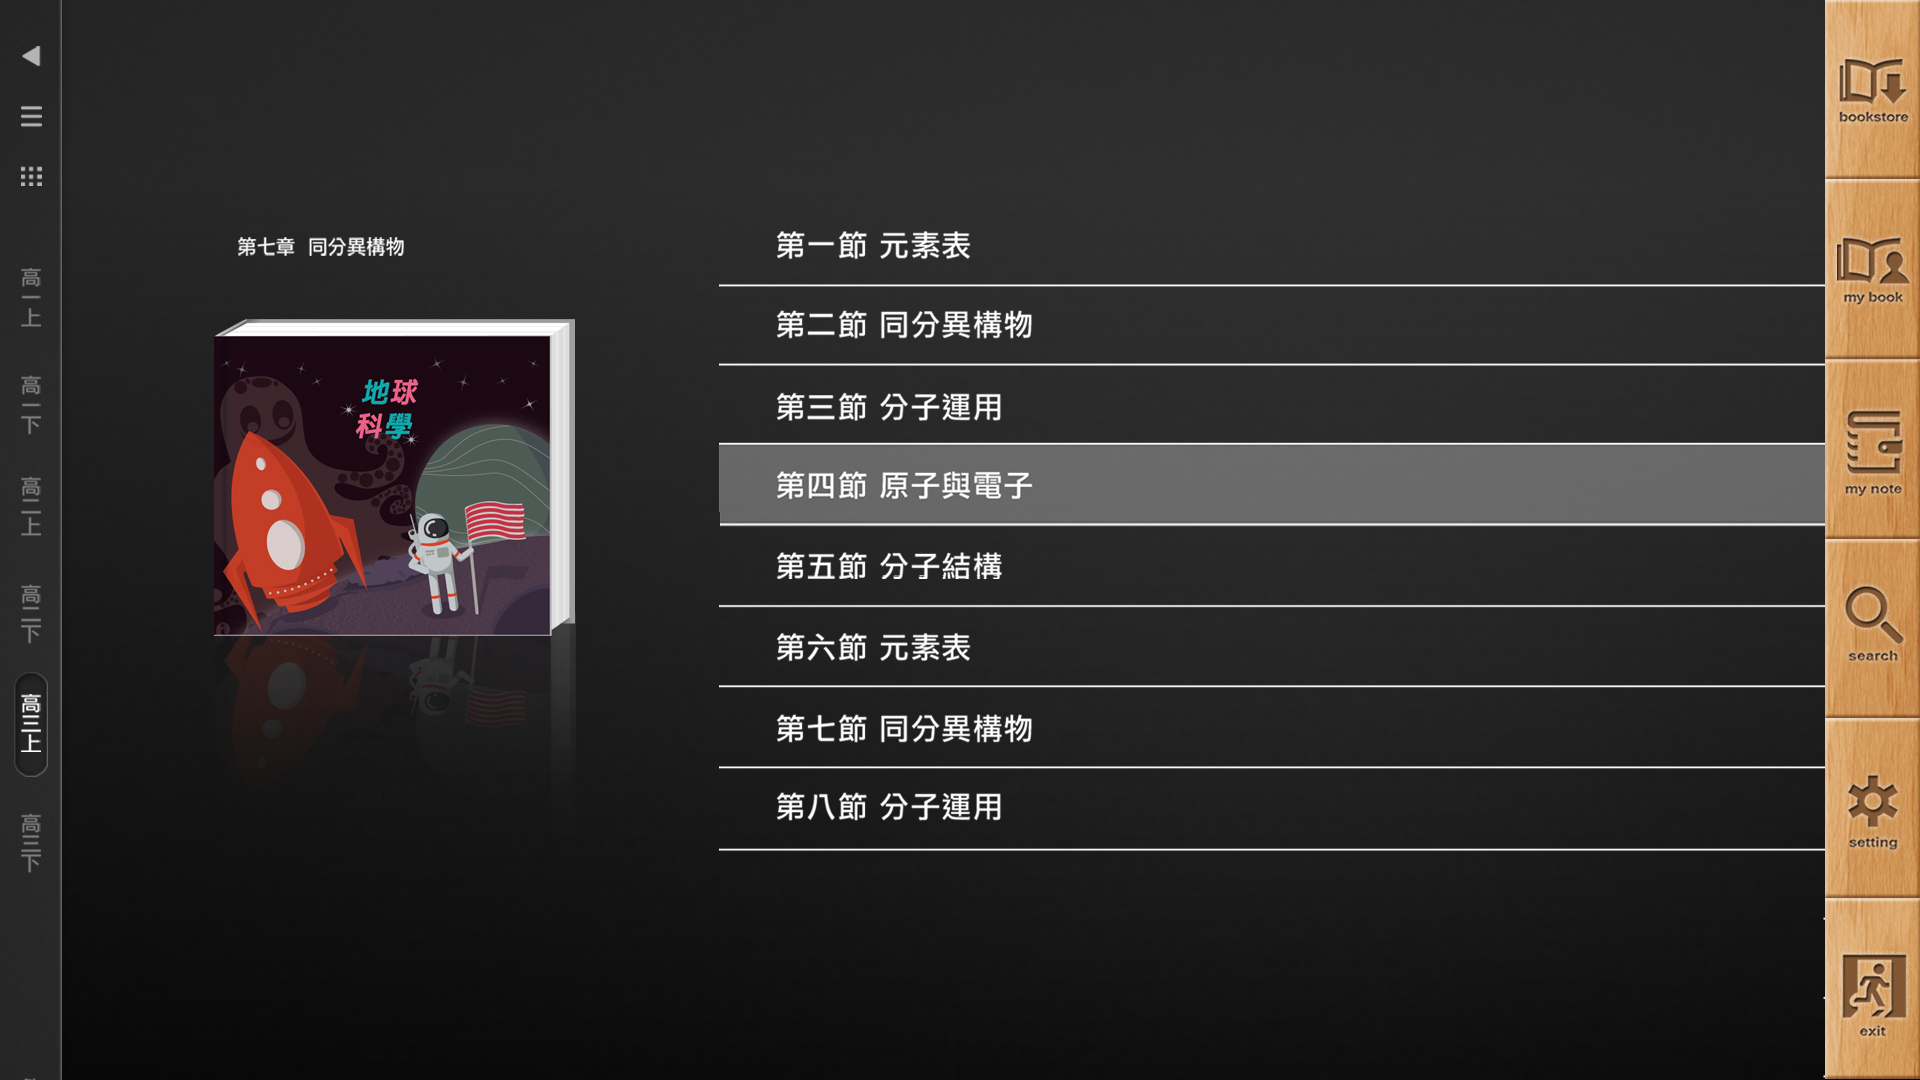 高一上
高一下
高二上
高二下
高三上
高三下
第七章 同分異構物
地球
科學
第一節 元素表
第二節 同分異構物
第三節 分子運用
第四節 原子與電子
第五節 分子結構
第六節 元素表
第七節 同分異構物
第八節 分子運用
bookstore
my book
my note
search
setting
exit